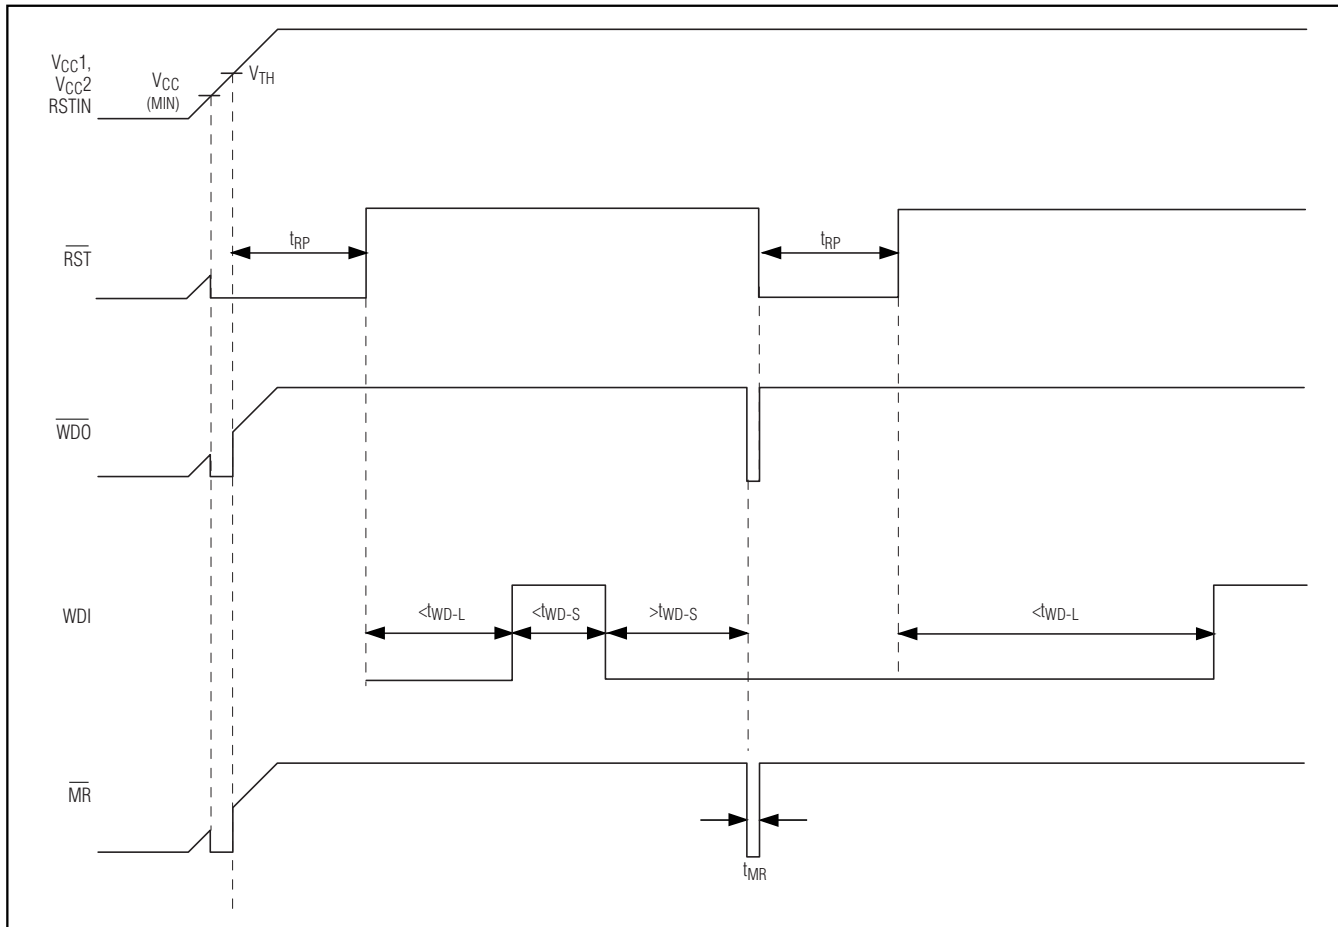 VCC1,
VCC2
RSTIN
VCC
(MIN)
VTH
RST
tRP
tRP
WDO
WDI
<tWD-L
<tWD-S
>tWD-S
<tWD-L
MR
tMR